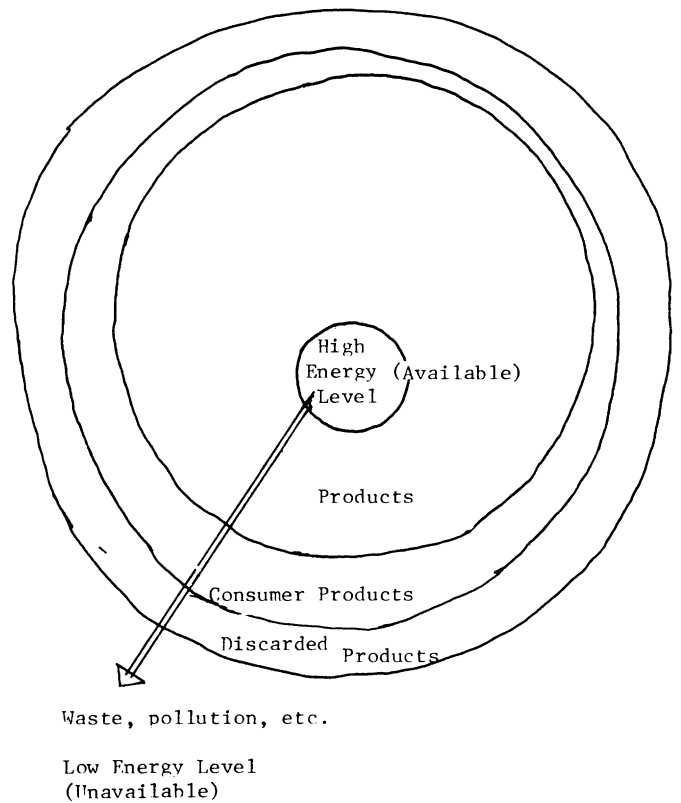 High
Energy (Available)
Level
Products
Consumer Products
Discarded Products
Waste, pollution, etc.
Low Energy Level
(Unavailable)